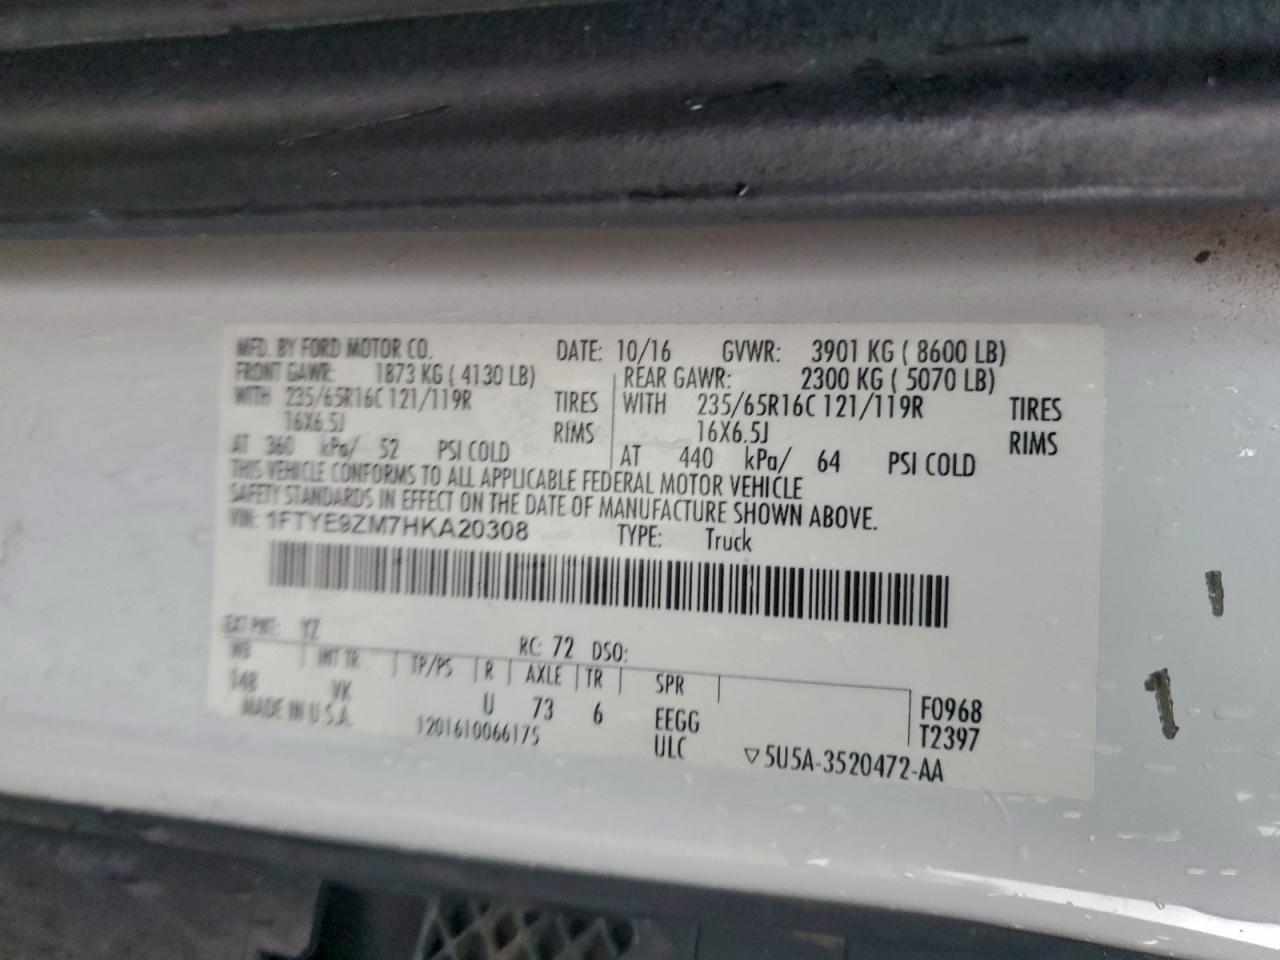 MFD. BY FORD MOTOR CO. DATE: 10/16 GVWR: 3901 KG ( 8600 LB)
FRONT GAWR: 1873 KG ( 4130 LB) REAR GAWR: 2300 KG ( 5070 LB)
WITH 235/65R16C 121/119R TIRES WITH 235/65R16C 121/119R TIRES
16X6.5J RIMS 16X6.5J RIMS
AT 360 kPa/ 52 PSI COLD AT 440 kPa/ 64 PSI COLD
THIS VEHICLE CONFORMS TO ALL APPLICABLE FEDERAL MOTOR VEHICLE
SAFETY STANDARDS IN EFFECT ON THE DATE OF MANUFACTURE SHOWN ABOVE.
VIN: 1FTYE9ZM7HKA20308 TYPE: Truck
EXT PNT: YZ RC: 72 DSO:
WB INT TR TP/PS R AXLE TR SPR
148 VK U 73 6 EEGG F0968
MADE IN U.S.A. 1201610066175 ULC T2397
▽5U5A-3520472-AA